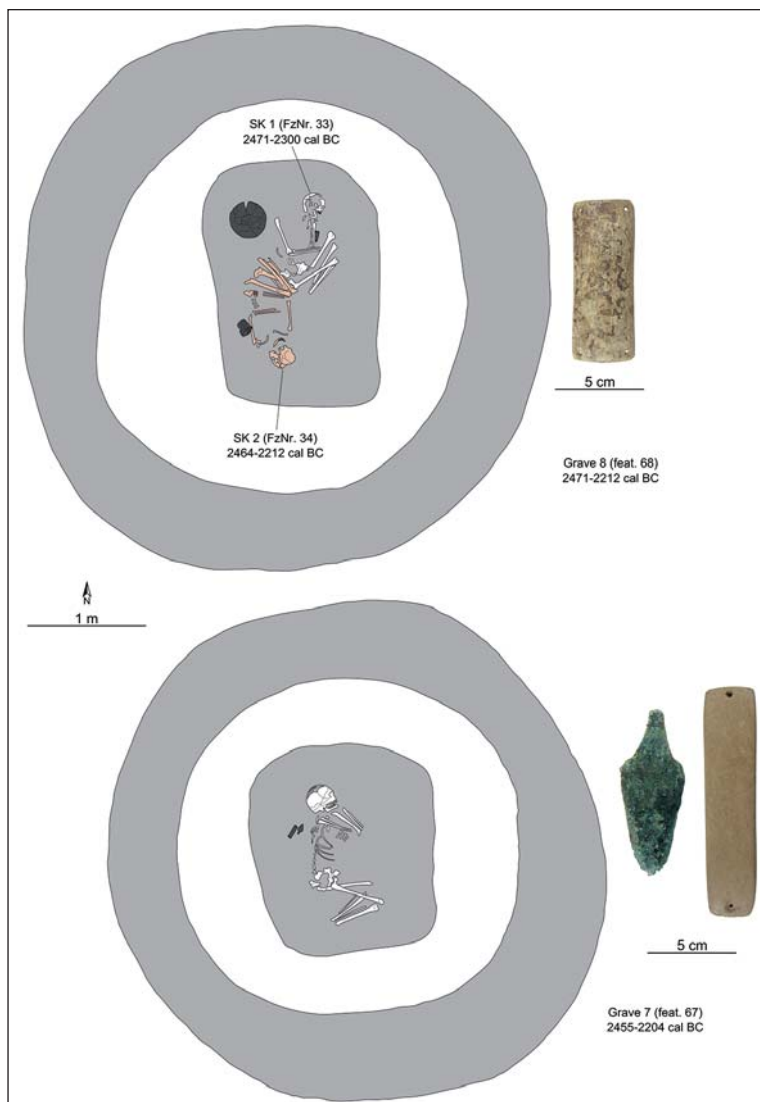 SK 1 (FzNr. 33)
2471-2300 cal BC
SK 2 (FzNr. 34)
2464-2212 cal BC
5 cm
Grave 8 (feat. 68)
2471-2212 cal BC
N
1 m
5 cm
Grave 7 (feat. 67)
2455-2204 cal BC